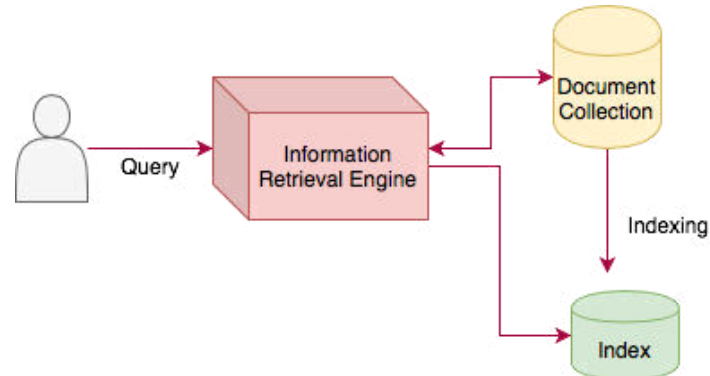 Query
Information
Retrieval Engine
Document
Collection
Indexing
Index